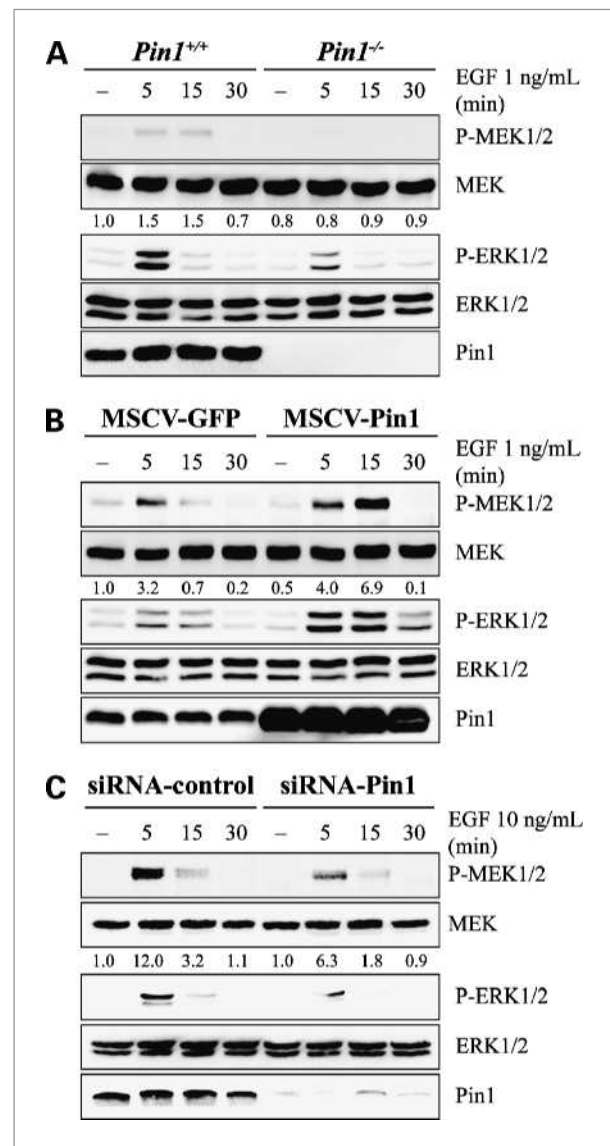 A
Pin1+/+ Pin1-/-
– 5 15 30 – 5 15 30 EGF 1 ng/mL
(min)
P-MEK1/2
MEK
1.0 1.5 1.5 0.7 0.8 0.8 0.9 0.9
P-ERK1/2
ERK1/2
Pin1
B
MSCV-GFP MSCV-Pin1
– 5 15 30 – 5 15 30 EGF 1 ng/mL
(min)
P-MEK1/2
MEK
1.0 3.2 0.7 0.2 0.5 4.0 6.9 0.1
P-ERK1/2
ERK1/2
Pin1
C
siRNA-control siRNA-Pin1
– 5 15 30 – 5 15 30 EGF 10 ng/mL
(min)
P-MEK1/2
MEK
1.0 12.0 3.2 1.1 1.0 6.3 1.8 0.9
P-ERK1/2
ERK1/2
Pin1